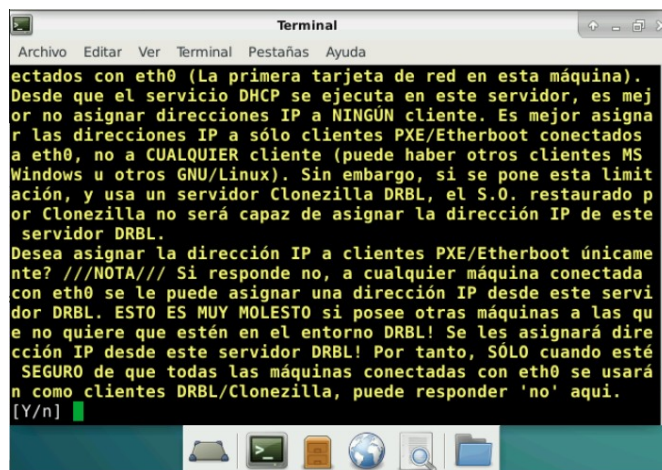 Terminal
Archivo Editar Ver Terminal Pestañas Ayuda
ectados con eth0 (La primera tarjeta de red en esta máquina).
Desde que el servicio DHCP se ejecuta en este servidor, es mej
or no asignar direcciones IP a NINGÚN cliente. Es mejor asigna
r las direcciones IP a sólo clientes PXE/Etherboot conectados
a eth0, no a CUALQUIER cliente (puede haber otros clientes MS
Windows u otros GNU/Linux). Sin embargo, si se pone esta limit
ación, y usa un servidor Clonezilla DRBL, el S.O. restaurado p
or Clonezilla no será capaz de asignar la dirección IP de este
servidor DRBL.
Desea asignar la dirección IP a clientes PXE/Etherboot únicame
nte? ///NOTA/// Si responde no, a cualquier máquina conectada
con eth0 se le puede asignar una dirección IP desde este servi
dor DRBL. ESTO ES MUY MOLESTO si posee otras máquinas a las qu
e no quiere que estén en el entorno DRBL! Se les asignará dire
cción IP desde este servidor DRBL! Por tanto, SÓLO cuando esté
SEGURO de que todas las máquinas conectadas con eth0 se usará
n como clientes DRBL/Clonezilla, puede responder 'no' aqui.
[Y/n]